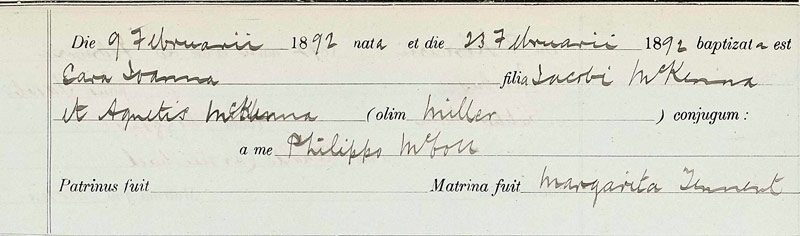 Die 9 Februarii 1892 nata et die 23 Februarii 1892 baptizata est
Cara Joanna filia Jacobi McKenna
et Agnetis McKenna (olim Miller ) conjugum :
a me Philippo McColl
Patrinus fuit Matrina fuit Margarita Tennent